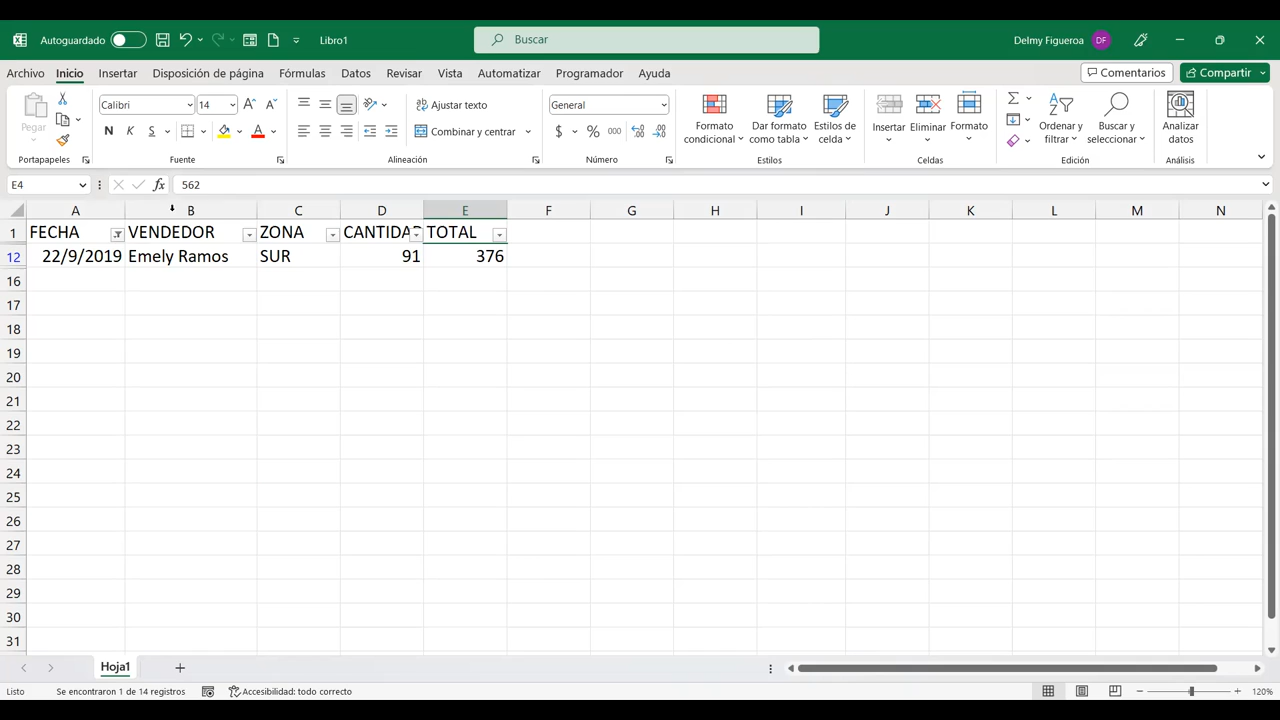 Autoguardado Libro1 Buscar Delmy Figueroa DF
Archivo Inicio Insertar Disposición de página Fórmulas Datos Revisar Vista Programador Automatizar Ayuda Comentarios Compartir
Calibri 14 Ajustar texto General
Pegar N K S A Combinar y centrar $ % 000 Formato condicional Dar formato como tabla Estilos de celda Insertar Eliminar Formato Ordenar y filtrar Buscar y seleccionar Analizar datos
Portapapeles Fuente Alineación Número Estilos Celdas Edición Análisis
E4 fx 562
A B C D E F G H I J K L M N
1 FECHA VENDEDOR ZONA CANTIDAD TOTAL
12 22/9/2019 Emely Ramos SUR 91 376
16
17
18
19
20
21
22
23
24
25
26
27
28
29
30
31
Hoja1
Listo Se encontraron 1 de 14 registros Accesibilidad: todo correcto 120%